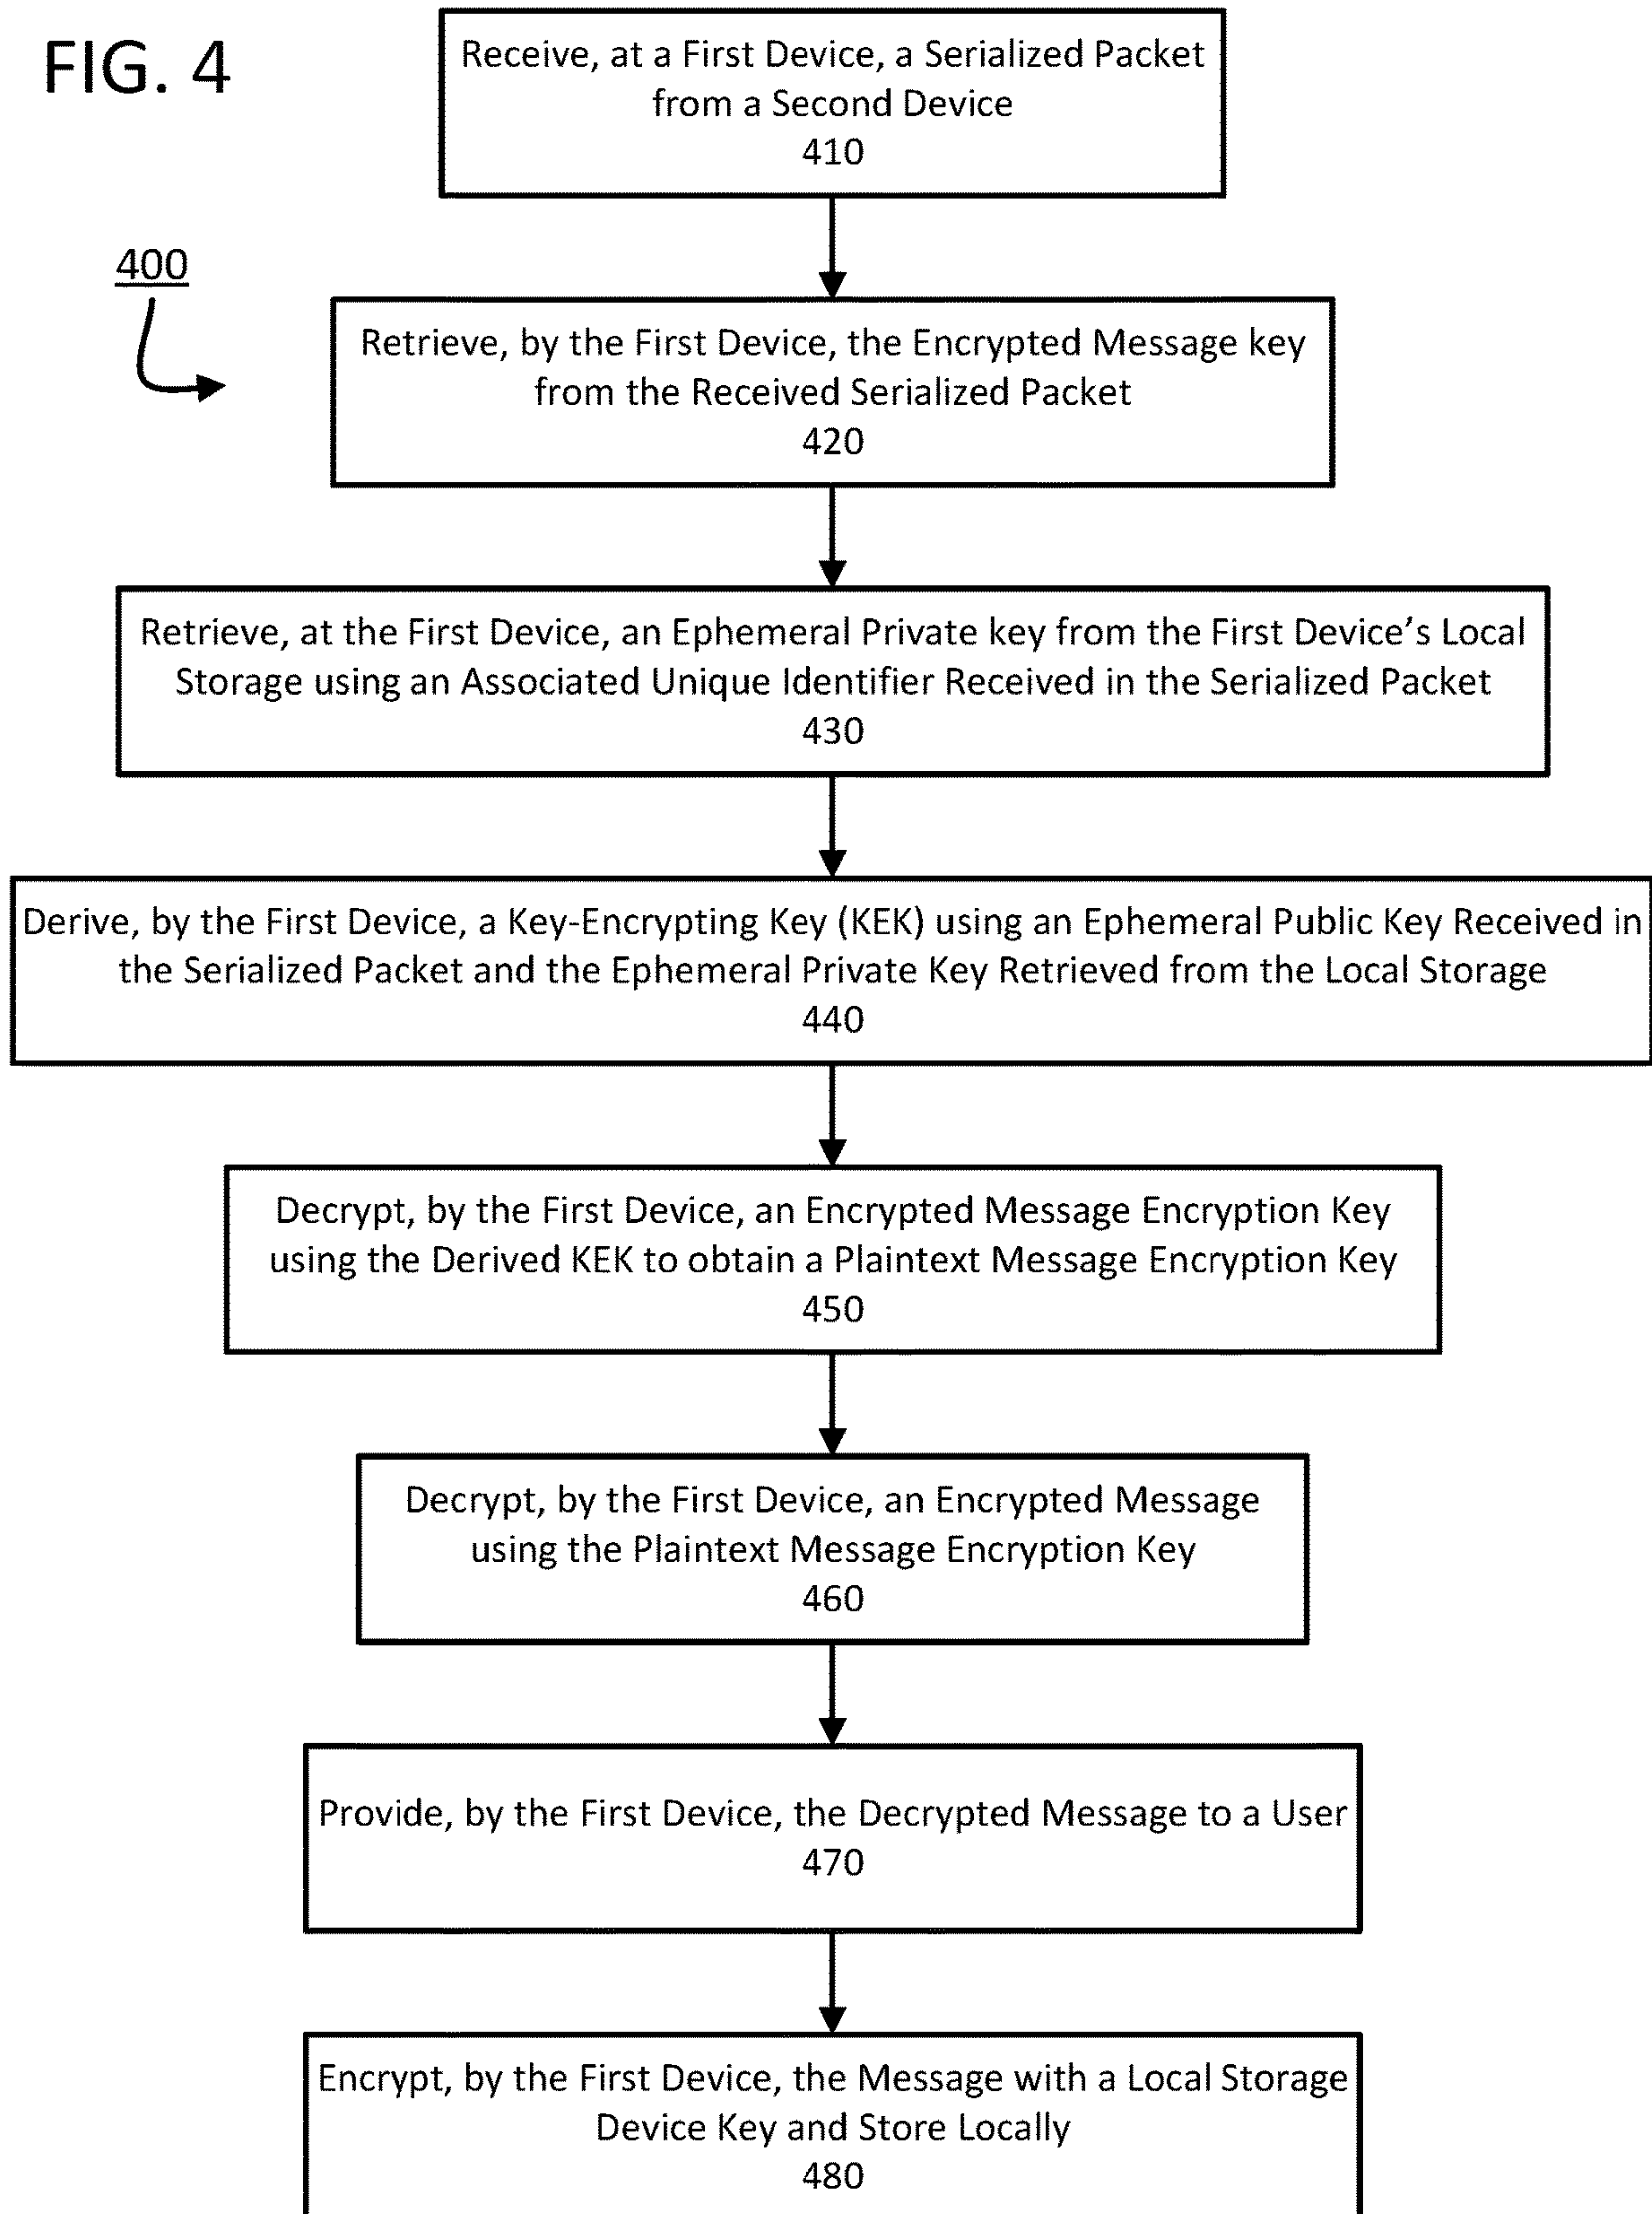 FIG. 4
Receive, at a First Device, a Serialized Packet
from a Second Device
410
400
Retrieve, by the First Device, the Encrypted Message key
from the Received Serialized Packet
420
Retrieve, at the First Device, an Ephemeral Private key from the First Device's Local
Storage using an Associated Unique Identifier Received in the Serialized Packet
430
Derive, by the First Device, a Key-Encrypting Key (KEK) using an Ephemeral Public Key Received in
the Serialized Packet and the Ephemeral Private Key Retrieved from the Local Storage
440
Decrypt, by the First Device, an Encrypted Message Encryption Key
using the Derived KEK to obtain a Plaintext Message Encryption Key
450
Decrypt, by the First Device, an Encrypted Message
using the Plaintext Message Encryption Key
460
Provide, by the First Device, the Decrypted Message to a User
470
Encrypt, by the First Device, the Message with a Local Storage
Device Key and Store Locally
480